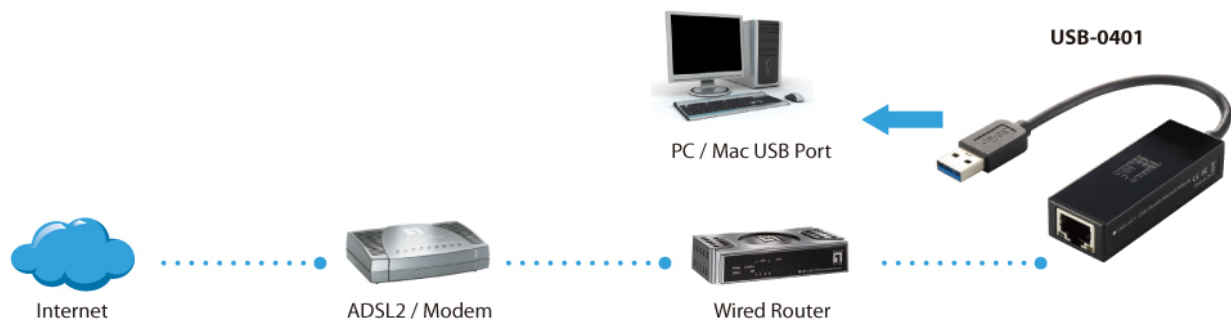 USB-0401
PC / Mac USB Port
Internet
ADSL2 / Modem
Wired Router